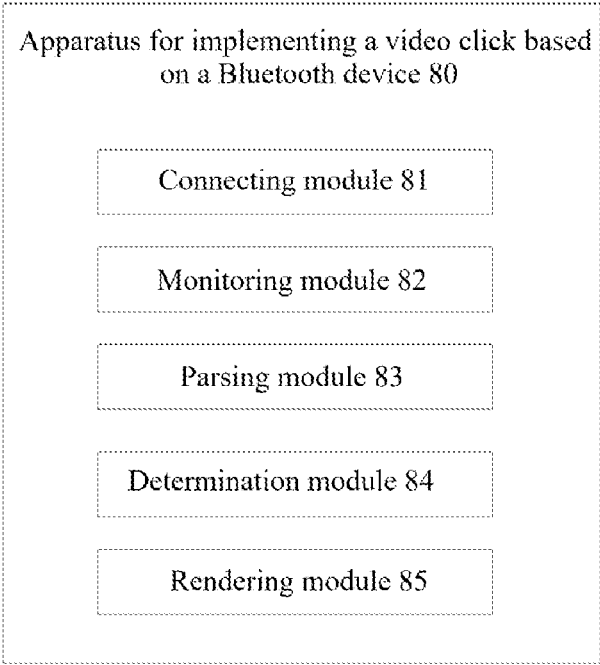 Apparatus for implementing a video click based
on a Bluetooth device 80
Connecting module 81
Monitoring module 82
Parsing module 83
Determination module 84
Rendering module 85